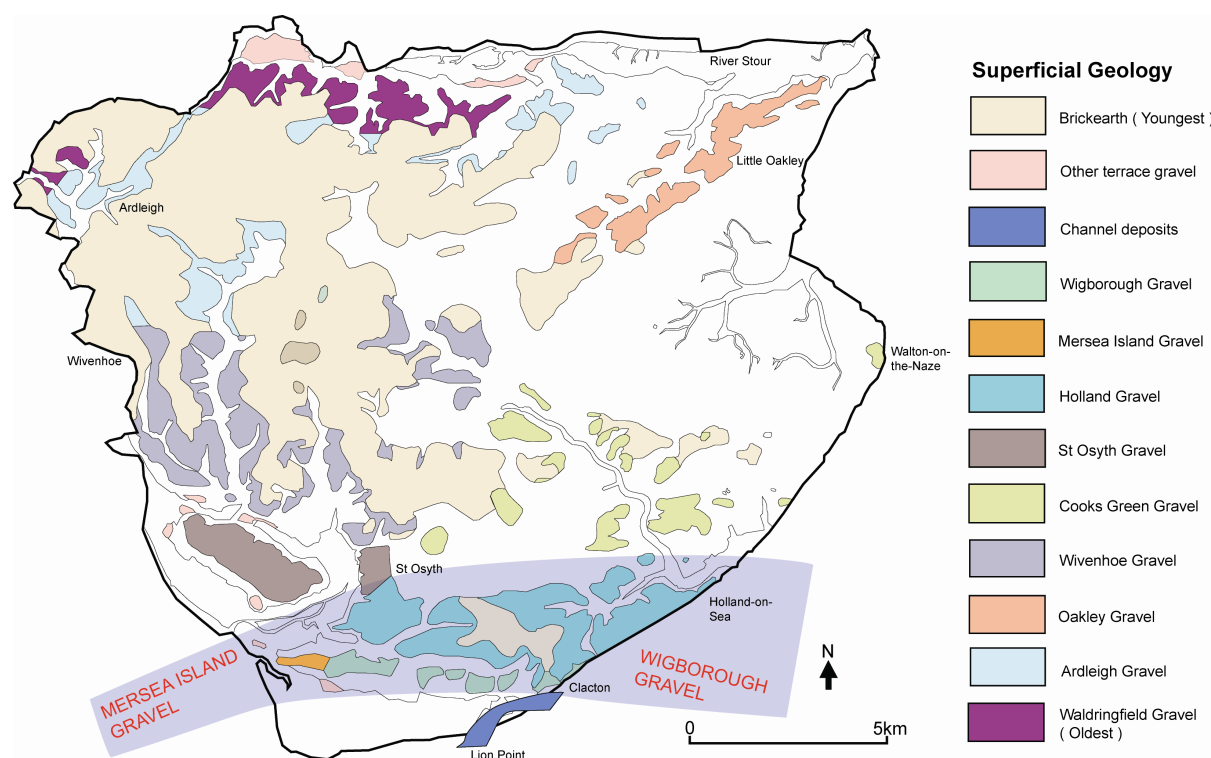 River Stour
Little Oakley
Ardleigh
Wivenhoe
Walton-on-
the-Naze
St Osyth
Holland-on-
Sea
MERSEA ISLAND
GRAVEL
WIGBOROUGH
GRAVEL
Clacton
Lion Point
N
0 5km
Superficial Geology
Brickearth ( Youngest )
Other terrace gravel
Channel deposits
Wigborough Gravel
Mersea Island Gravel
Holland Gravel
St Osyth Gravel
Cooks Green Gravel
Wivenhoe Gravel
Oakley Gravel
Ardleigh Gravel
Waldringfield Gravel
( Oldest )